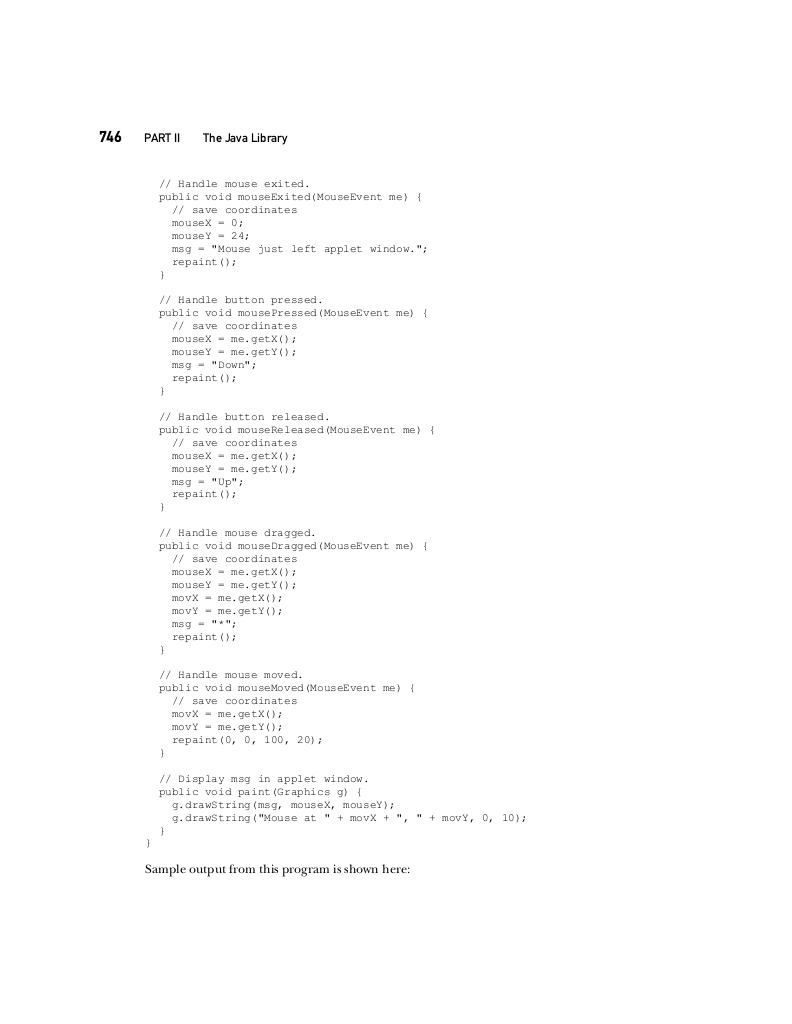 746 PART II The Java Library
// Handle mouse exited.
public void mouseExited(MouseEvent me) {
// save coordinates
mouseX = 0;
mouseY = 24;
msg = "Mouse just left applet window.";
repaint();
}
// Handle button pressed.
public void mousePressed(MouseEvent me) {
// save coordinates
mouseX = me.getX();
mouseY = me.getY();
msg = "Down";
repaint();
}
// Handle button released.
public void mouseReleased(MouseEvent me) {
// save coordinates
mouseX = me.getX();
mouseY = me.getY();
msg = "Up";
repaint();
}
// Handle mouse dragged.
public void mouseDragged(MouseEvent me) {
// save coordinates
mouseX = me.getX();
mouseY = me.getY();
movX = me.getX();
movY = me.getY();
msg = "*";
repaint();
}
// Handle mouse moved.
public void mouseMoved(MouseEvent me) {
// save coordinates
movX = me.getX();
movY = me.getY();
repaint(0, 0, 100, 20);
}
// Display msg in applet window.
public void paint(Graphics g) {
g.drawString(msg, mouseX, mouseY);
g.drawString("Mouse at " + movX + ", " + movY, 0, 10);
}
}
Sample output from this program is shown here: